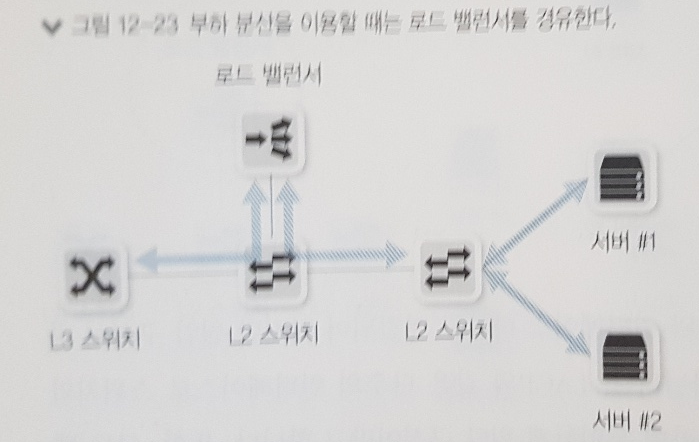 그림 12-23 부하 분산을 이용할 때는 로드 밸런서를 경유한다.
로드 밸런서
서버 #1
L3 스위치
L2 스위치
L2 스위치
서버 #2